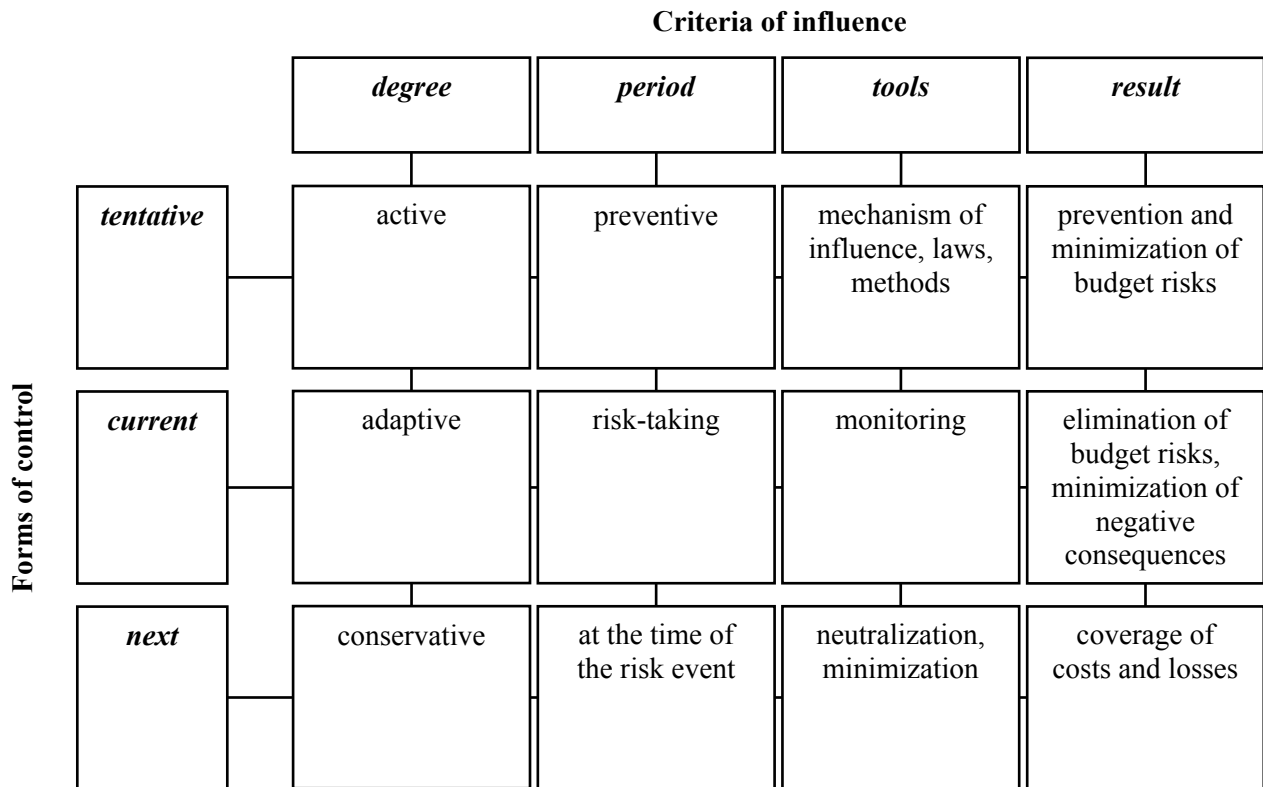 Criteria of influence
degree
period
tools
result
Forms of control
tentative
active
preventive
mechanism of
influence, laws,
methods
prevention and
minimization of
budget risks
current
adaptive
risk-taking
monitoring
elimination of
budget risks,
minimization of
negative
consequences
next
conservative
at the time of
the risk event
neutralization,
minimization
coverage of
costs and losses